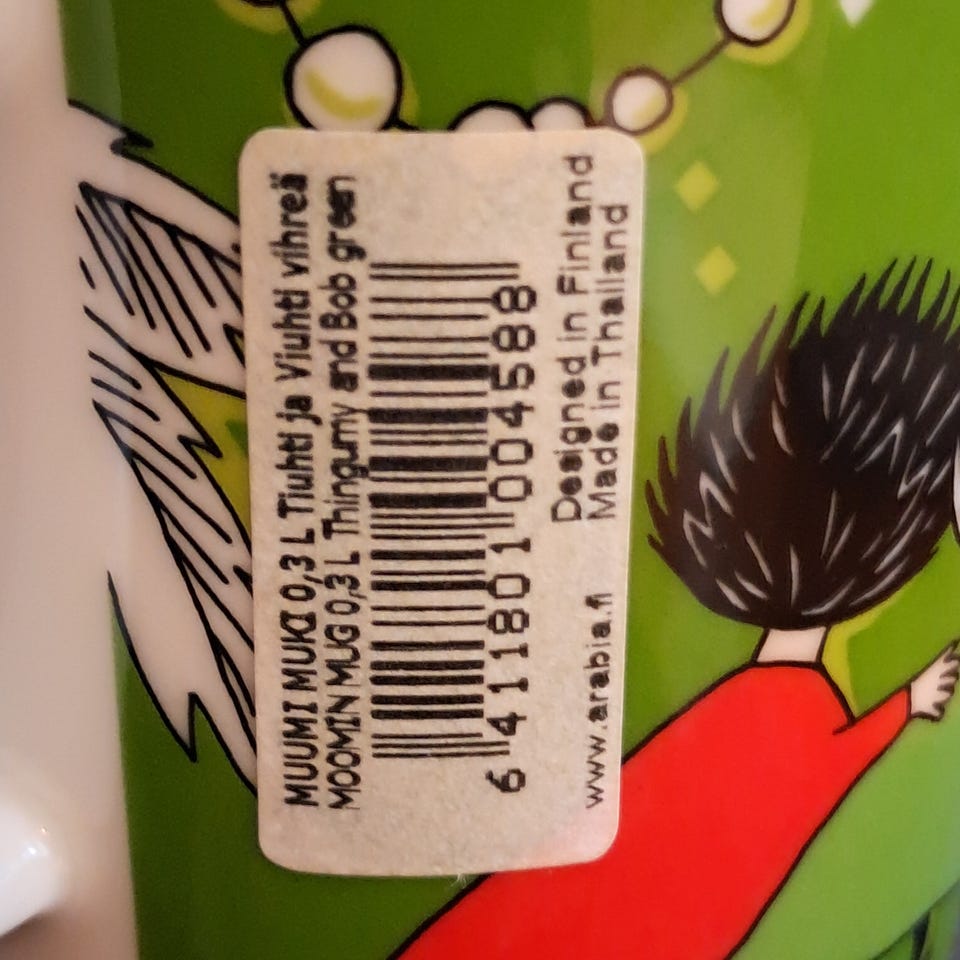 MUUMI MUKI 0,3 L Tiuhti ja Viuhti vihreä
MOOMIN MUG 0,3 L Thingumy and Bob green
6 411801 004588
www.arabia.fi
Designed in Finland
Made in Thailand